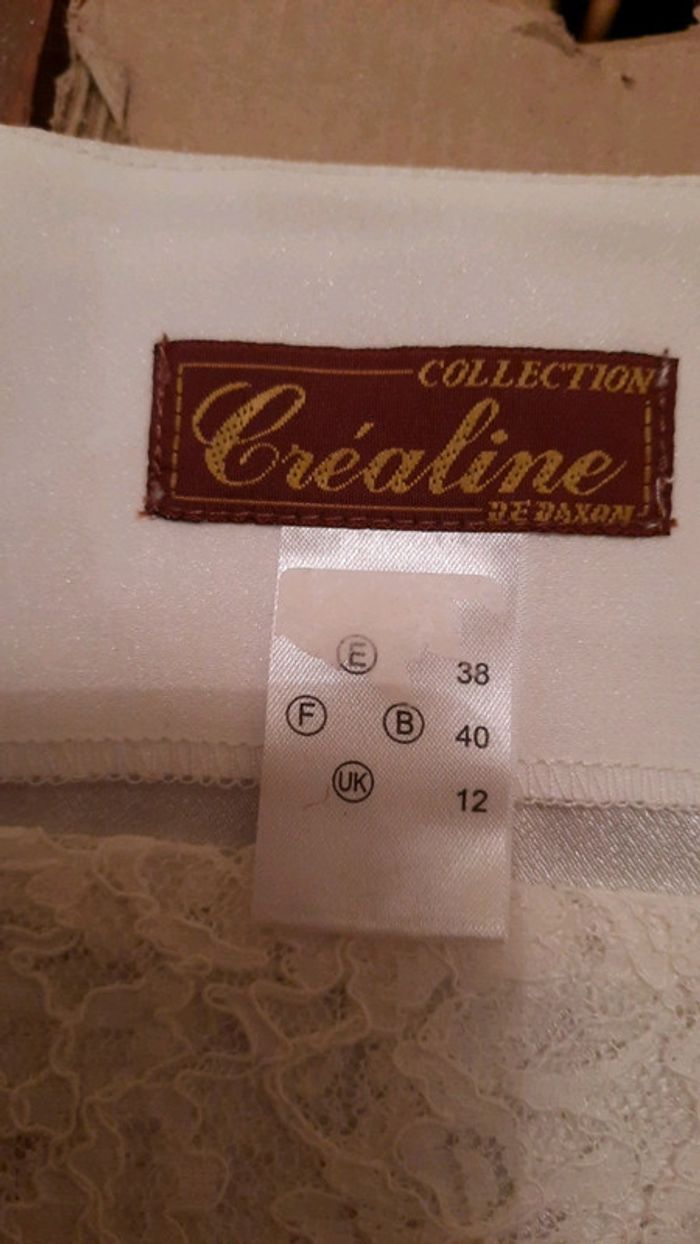 COLLECTION
Créaline
DE DAXON
E 38
F B 40
UK 12